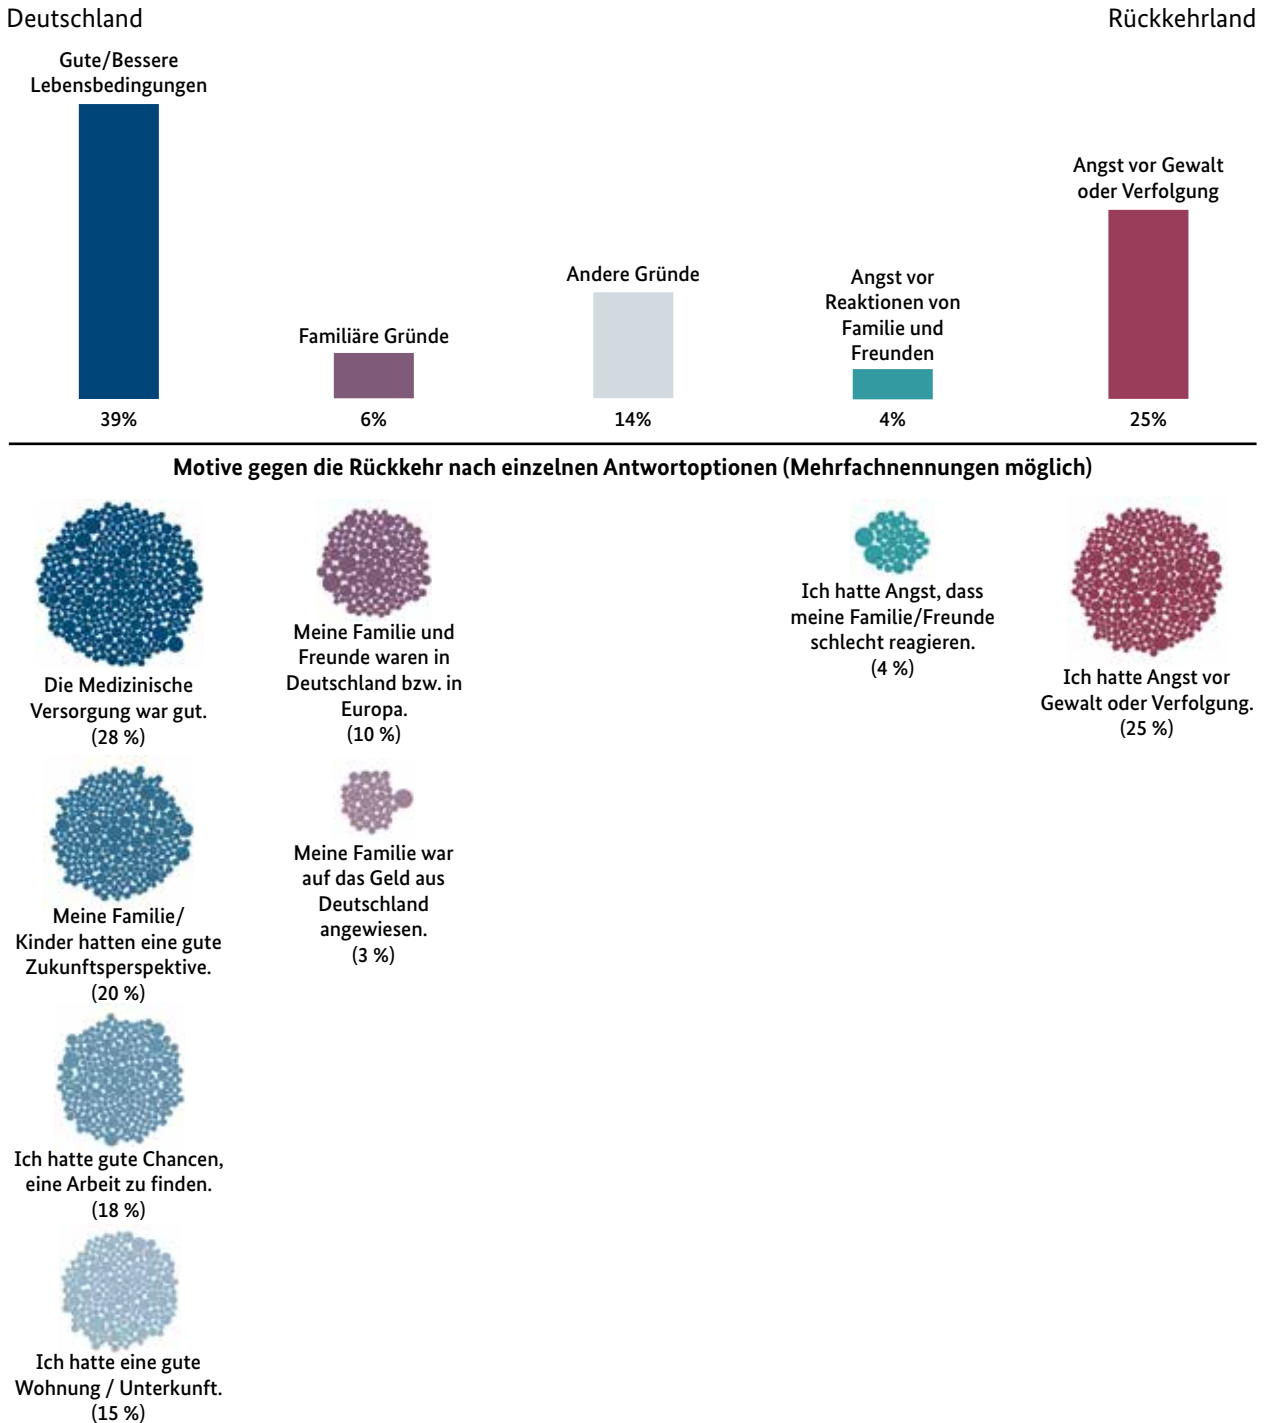 Deutschland
Rückkehrland
Gute/Bessere
Lebensbedingungen
Familiäre Gründe
Andere Gründe
Angst vor
Reaktionen von
Familie und
Freunden
Angst vor Gewalt
oder Verfolgung
39%
6%
14%
4%
25%
Motive gegen die Rückkehr nach einzelnen Antwortoptionen (Mehrfachnennungen möglich)
Die Medizinische
Versorgung war gut.
(28 %)
Meine Familie und
Freunde waren in
Deutschland bzw. in
Europa.
(10 %)
Ich hatte Angst, dass
meine Familie/Freunde
schlecht reagieren.
(4 %)
Ich hatte Angst vor
Gewalt oder Verfolgung.
(25 %)
Meine Familie/
Kinder hatten eine gute
Zukunftsperspektive.
(20 %)
Meine Familie war
auf das Geld aus
Deutschland
angewiesen.
(3 %)
Ich hatte gute Chancen,
eine Arbeit zu finden.
(18 %)
Ich hatte eine gute
Wohnung / Unterkunft.
(15 %)